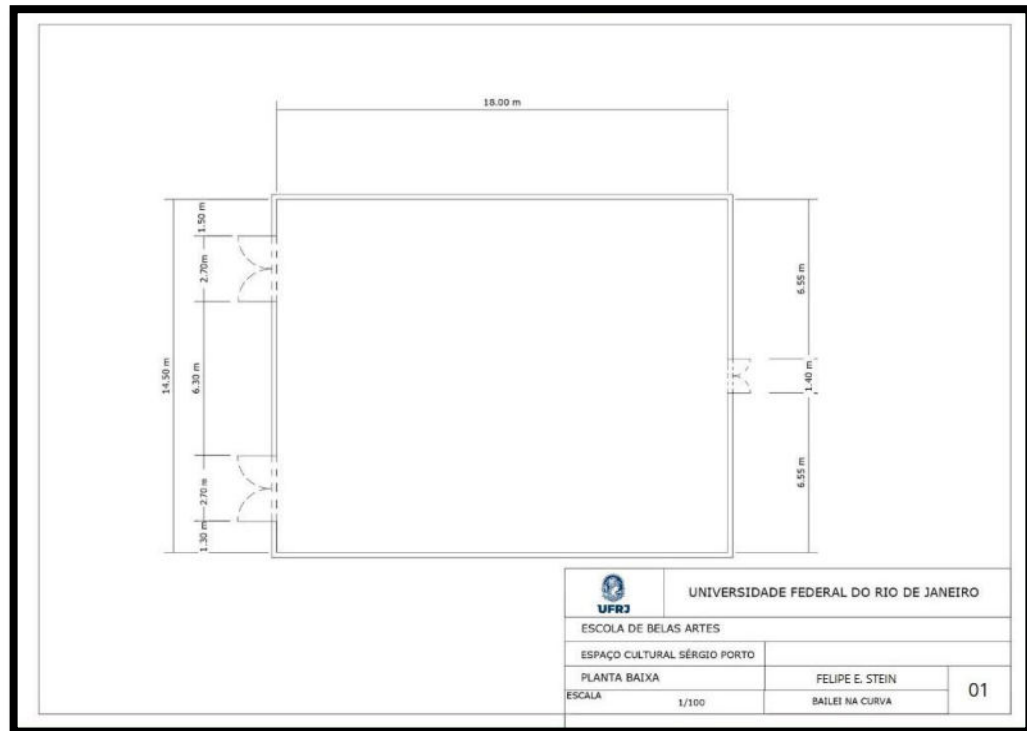 18.00 m
1.50 m
2.70m
14.50 m
6.30 m
2.70 m
1.30 m
6.55 m
1.40 m
6.55 m
UFRJ
UNIVERSIDADE FEDERAL DO RIO DE JANEIRO
ESCOLA DE BELAS ARTES
ESPAÇO CULTURAL SÉRGIO PORTO
PLANTA BAIXA
FELIPE E. STEIN
01
ESCALA
1/100
BAILEI NA CURVA